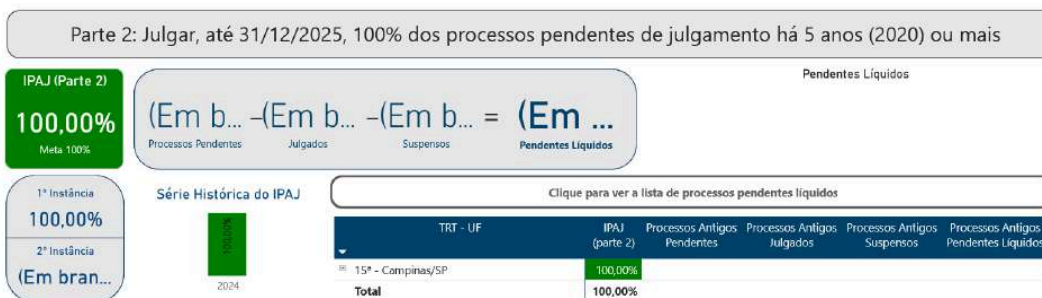 Parte 2: Julgar, até 31/12/2025, 100% dos processos pendentes de julgamento há 5 anos (2020) ou mais
IPAJ (Parte 2)
100,00%
Meta 100%
(Em b... –(Em b... –(Em b... = (Em ...
Processos Pendentes Julgados Suspensos Pendentes Líquidos
Pendentes Líquidos
1ª Instância
100,00%
2ª Instância
(Em bran...
Série Histórica do IPAJ
100,00%
2024
Clique para ver a lista de processos pendentes líquidos
TRT - UF IPAJ Processos Antigos Processos Antigos Processos Antigos Processos Antigos
(parte 2) Pendentes Julgados Suspensos Pendentes Líquidos
15ª - Campinas/SP 100,00%
Total 100,00%